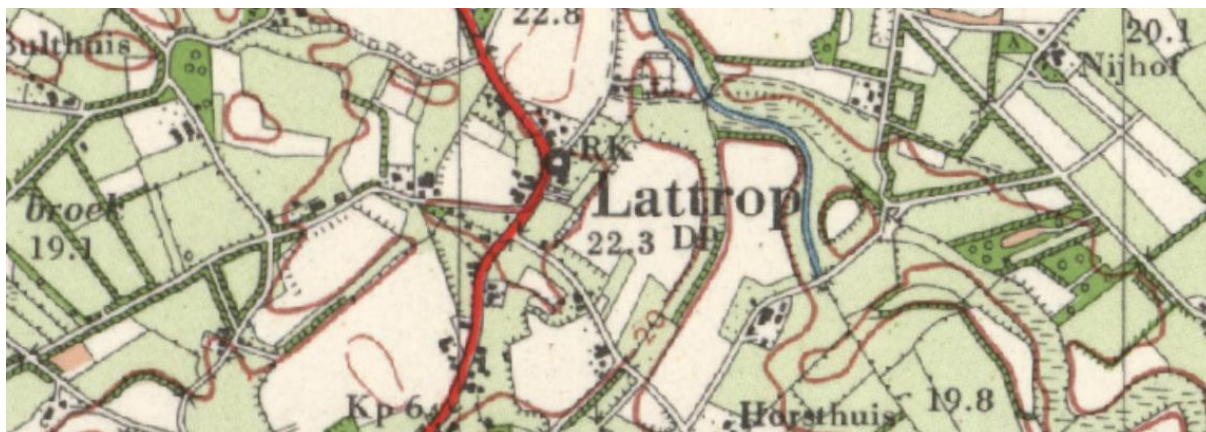 22.8
20.1
Bulthuis
Nijhof
RK
A
Lattrop
broek
19.1
22.3 Dp.
20
Kp 6.
Horsthuis
19.8